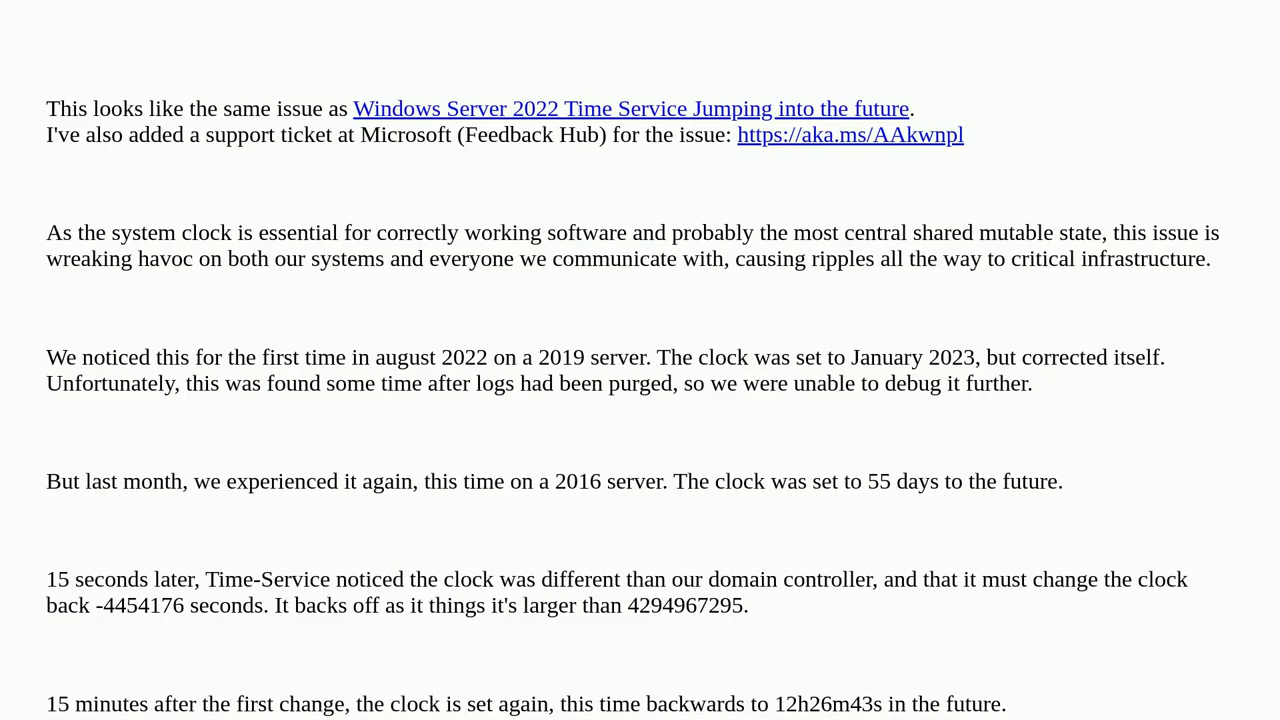 This looks like the same issue as Windows Server 2022 Time Service Jumping into the future.
I've also added a support ticket at Microsoft (Feedback Hub) for the issue: https://aka.ms/AAkwnpl
As the system clock is essential for correctly working software and probably the most central shared mutable state, this issue is
wreaking havoc on both our systems and everyone we communicate with, causing ripples all the way to critical infrastructure.
We noticed this for the first time in august 2022 on a 2019 server. The clock was set to January 2023, but corrected itself.
Unfortunately, this was found some time after logs had been purged, so we were unable to debug it further.
But last month, we experienced it again, this time on a 2016 server. The clock was set to 55 days to the future.
15 seconds later, Time-Service noticed the clock was different than our domain controller, and that it must change the clock
back -4454176 seconds. It backs off as it things it's larger than 4294967295.
15 minutes after the first change, the clock is set again, this time backwards to 12h26m43s in the future.